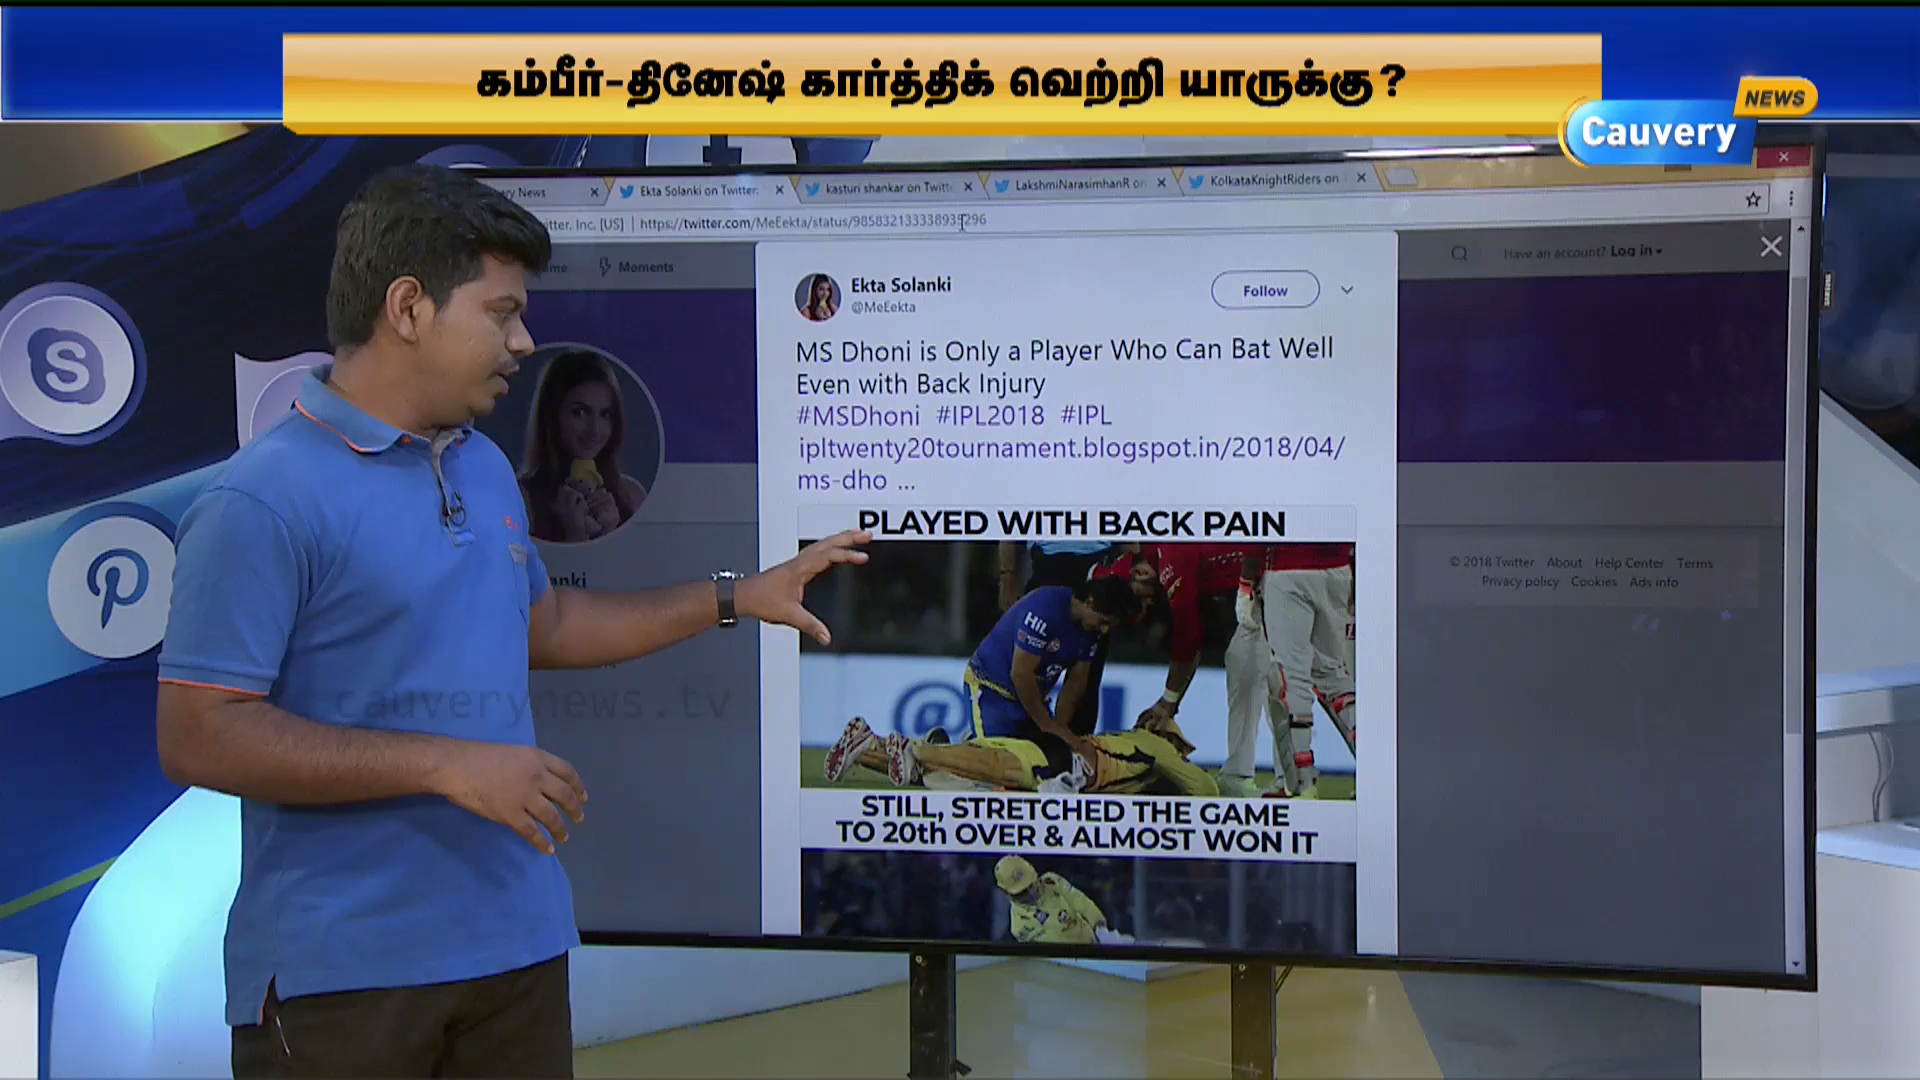 கம்பீர்-தினேஷ் கார்த்திக் வெற்றி யாருக்கு?
NEWS
Cauvery
News
Ekta Solanki on Twitter:
kasturi shankar on Twitt
LakshmiNarasimhanR on
KolkataKnightRiders on
Inc. [US] | https://twitter.com/MeEekta/status/
Moments
Have an account? Log in
Ekta Solanki
@MeEekta
Follow
MS Dhoni is Only a Player Who Can Bat Well
Even with Back Injury
#MSDhoni #IPL2018 #IPL
ipltwenty20tournament.blogspot.in/2018/04/
ms-dho ...
PLAYED WITH BACK PAIN
HiL
STILL, STRETCHED THE GAME
TO 20th OVER & ALMOST WON IT
© 2018 Twitter About Help Center Terms
Privacy policy Cookies Ads info
cauverynews.tv